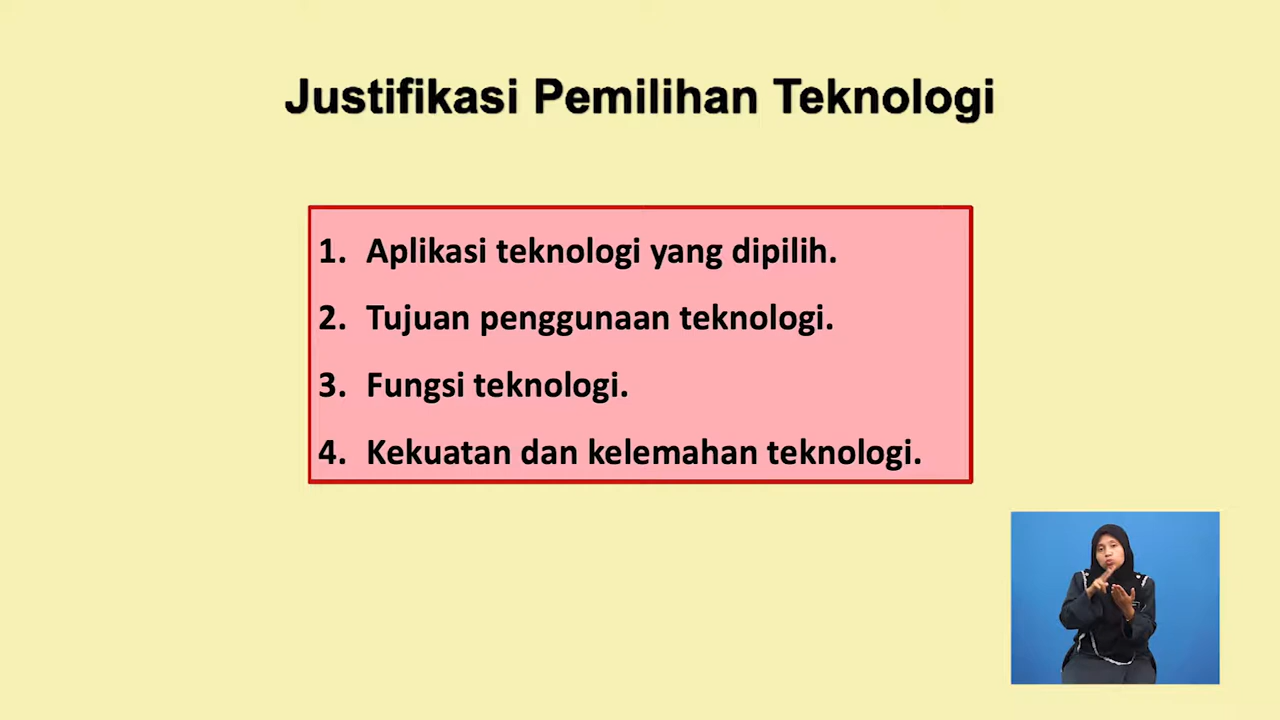 Justifikasi Pemilihan Teknologi
1. Aplikasi teknologi yang dipilih.
2. Tujuan penggunaan teknologi.
3. Fungsi teknologi.
4. Kekuatan dan kelemahan teknologi.